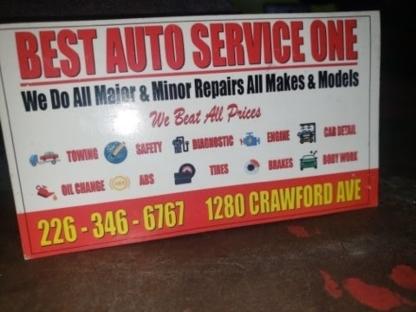 BEST AUTO SERVICE ONE
We Do All Major & Minor Repairs All Makes & Models
We Beat All Prices
TOWING SAFETY DIAGNOSTIC ENGINE CAR DETAIL
OIL CHANGE ABS TIRES BRAKES BODY WORK
226 - 346 - 6767 1280 CRAWFORD AVE